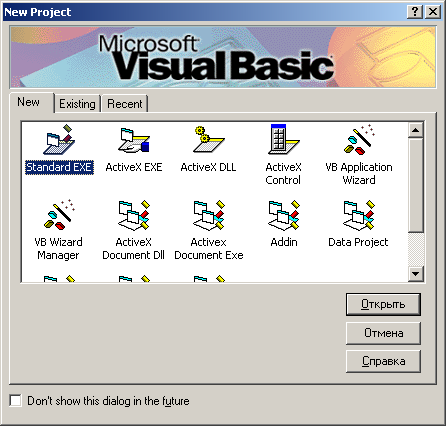 New Project
Microsoft
Visual Basic
New Existing Recent
Standard EXE ActiveX EXE ActiveX DLL ActiveX
Control VB Application
Wizard
VB Wizard
Manager ActiveX
Document Dll Activex
Document Exe Addin Data Project
Открыть
Отмена
Справка
Don't show this dialog in the future